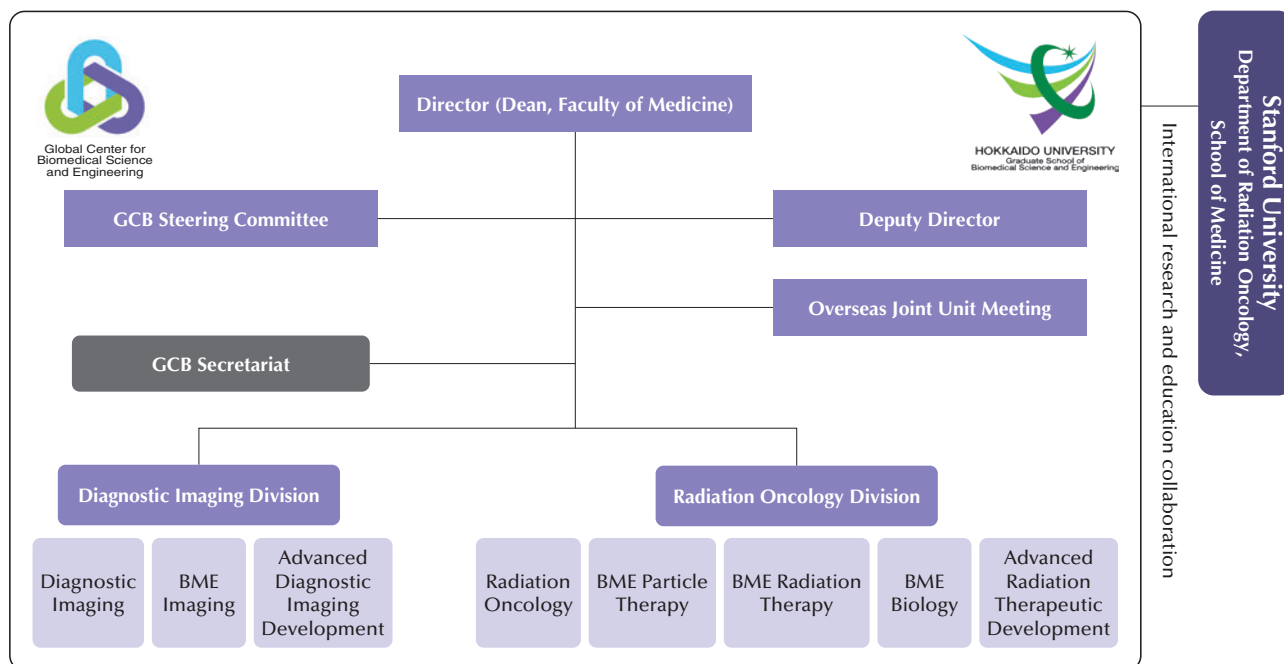 Global Center for
Biomedical Science
and Engineering
Director (Dean, Faculty of Medicine)
HOKKAIDO UNIVERSITY
Graduate School of
Biomedical Science and Engineering
GCB Steering Committee
Deputy Director
Overseas Joint Unit Meeting
GCB Secretariat
Diagnostic Imaging Division
Radiation Oncology Division
Diagnostic
Imaging
BME
Imaging
Advanced
Diagnostic
Imaging
Development
Radiation
Oncology
BME Particle
Therapy
BME Radiation
Therapy
BME
Biology
Advanced
Radiation
Therapeutic
Development
International research and education collaboration
Stanford University
Department of Radiation Oncology,
School of Medicine